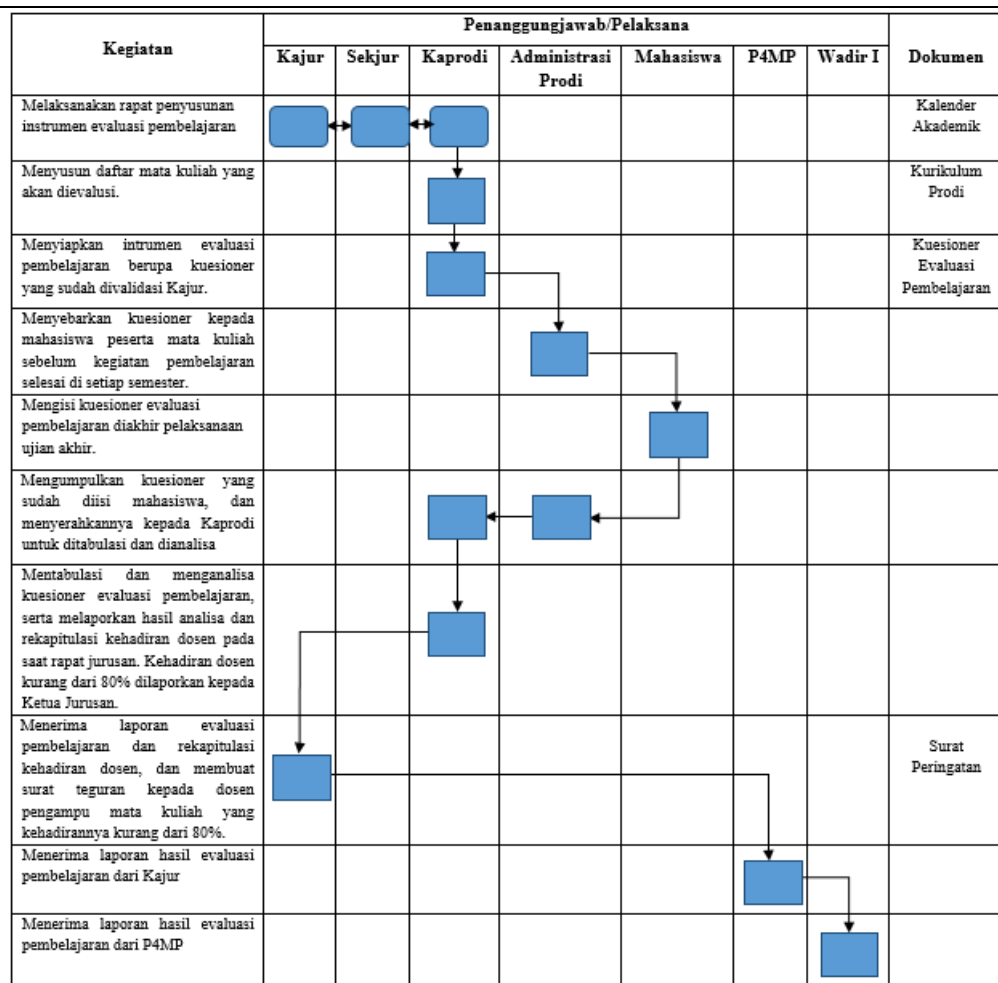 Kegiatan
Penanggungjawab/Pelaksana
Dokumen
Kajur
Sekjur
Kaprodi
Administrasi
Prodi
Mahasiswa
P4MP
Wadir I
Melaksanakan rapat penyusunan
instrumen evaluasi pembelajaran
Kalender
Akademik
Menyusun daftar mata kuliah yang
akan dievalusi.
Kurikulum
Prodi
Menyiapkan intrumen evaluasi
pembelajaran berupa kuesioner
yang sudah divalidasi Kajur.
Kuesioner
Evaluasi
Pembelajaran
Menyebarkan kuesioner kepada
mahasiswa peserta mata kuliah
sebelum kegiatan pembelajaran
selesai di setiap semester.
Mengisi kuesioner evaluasi
pembelajaran diakhir pelaksanaan
ujian akhir.
Mengumpulkan kuesioner yang
sudah diisi mahasiswa, dan
menyerahkannya kepada Kaprodi
untuk ditabulasi dan dianalisa
Mentabulasi dan menganalisa
kuesioner evaluasi pembelajaran,
serta melaporkan hasil analisa dan
rekapitulasi kehadiran dosen pada
saat rapat jurusan. Kehadiran dosen
kurang dari 80% dilaporkan kepada
Ketua Jurusan.
Menerima laporan evaluasi
pembelajaran dan rekapitulasi
kehadiran dosen, dan membuat
surat teguran kepada dosen
pengampu mata kuliah yang
kehadirannya kurang dari 80%.
Surat
Peringatan
Menerima laporan hasil evaluasi
pembelajaran dari Kajur
Menerima laporan hasil evaluasi
pembelajaran dari P4MP